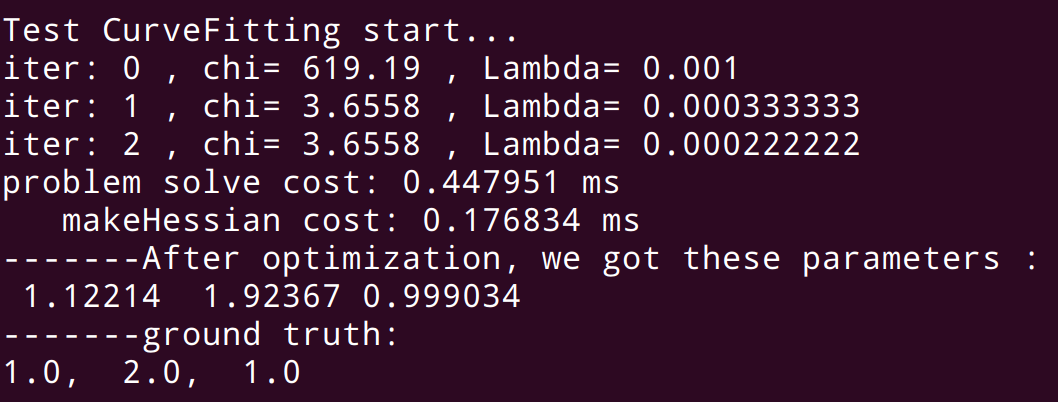 Test CurveFitting start...
iter: 0 , chi= 619.19 , Lambda= 0.001
iter: 1 , chi= 3.6558 , Lambda= 0.000333333
iter: 2 , chi= 3.6558 , Lambda= 0.000222222
problem solve cost: 0.447951 ms
   makeHessian cost: 0.176834 ms
-------After optimization, we got these parameters :
 1.12214  1.92367 0.999034
-------ground truth:
1.0,  2.0,  1.0